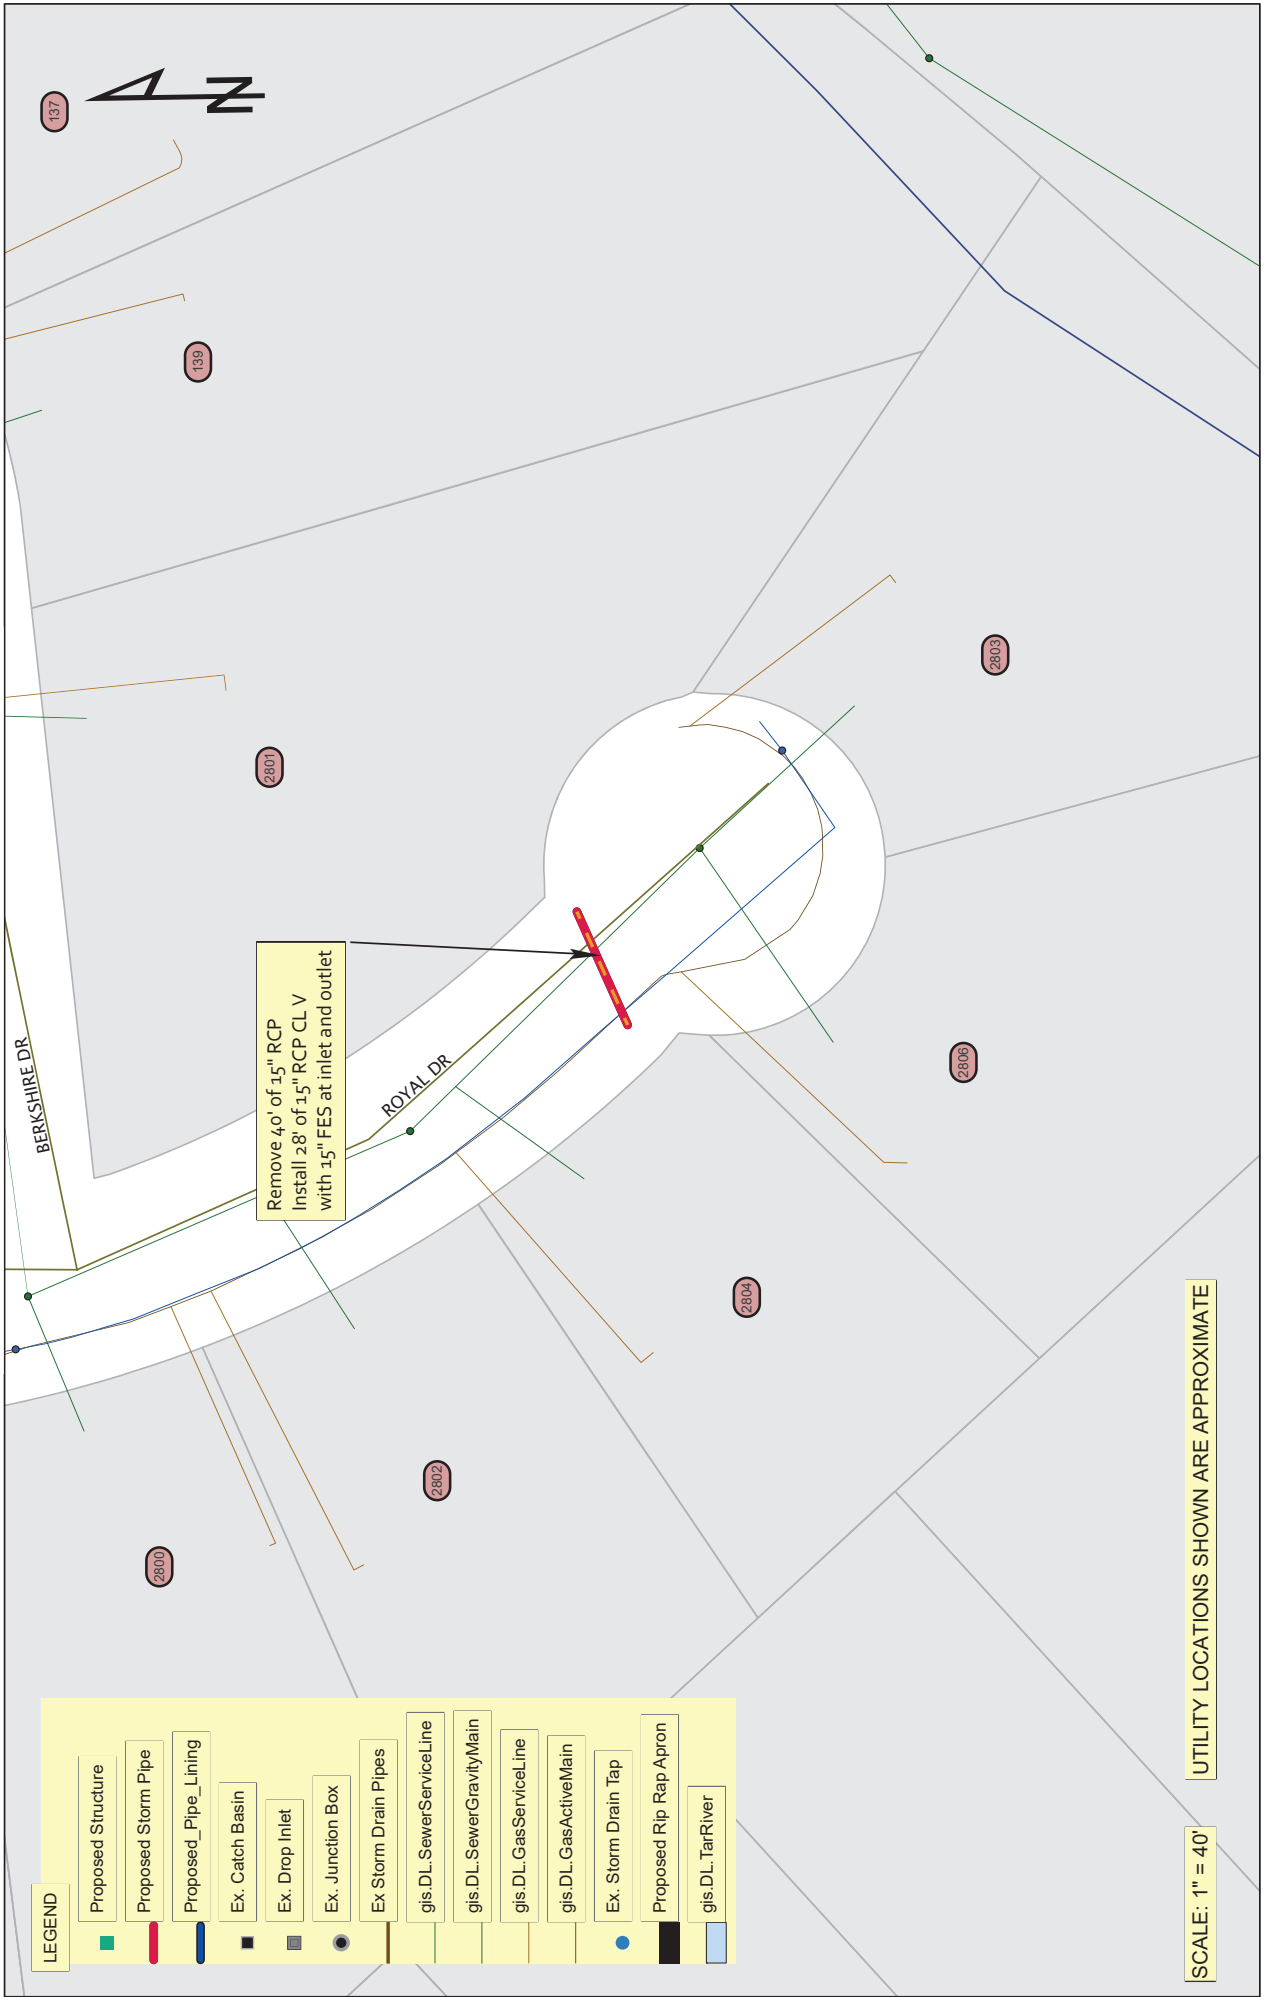 LEGEND
Proposed Structure
Proposed Storm Pipe
Proposed_Pipe_Lining
Ex. Catch Basin
Ex. Drop Inlet
Ex. Junction Box
Ex Storm Drain Pipes
gis.DL.SewerServiceLine
gis.DL.SewerGravityMain
gis.DL.GasServiceLine
gis.DL.GasActiveMain
Ex. Storm Drain Tap
Proposed Rip Rap Apron
gis.DL.TarRiver
SCALE: 1" = 40'
UTILITY LOCATIONS SHOWN ARE APPROXIMATE
2800
2802
2804
2806
BERKSHIRE DR
ROYAL DR
Remove 40' of 15" RCP
Install 28' of 15" RCP CL V
with 15" FES at inlet and outlet
2801
2803
139
137
N